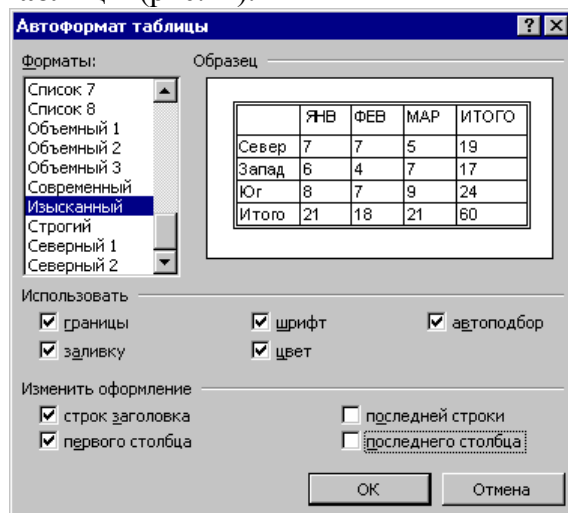 Автоформат таблицы
Форматы:
Образец
Список 7
Список 8
Объемный 1
Объемный 2
Объемный 3
Современный
Изысканный
Строгий
Северный 1
Северный 2
ЯНВ ФЕВ МАР ИТОГО
Север 7 7 5 19
Запад 6 4 7 17
Юг 8 7 9 24
Итого 21 18 21 60
Использовать
границы шрифт автоподбор
заливку цвет
Изменить оформление
строк заголовка последней строки
первого столбца последнего столбца
ОК Отмена